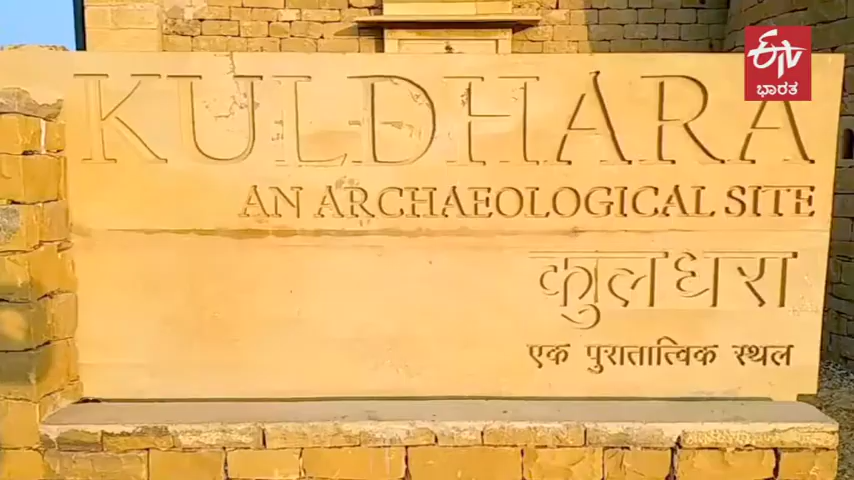 ETV
ಭಾರತ
KULDHARA
AN ARCHAEOLOGICAL SITE
कुलधरा
एक पुरातात्विक स्थल